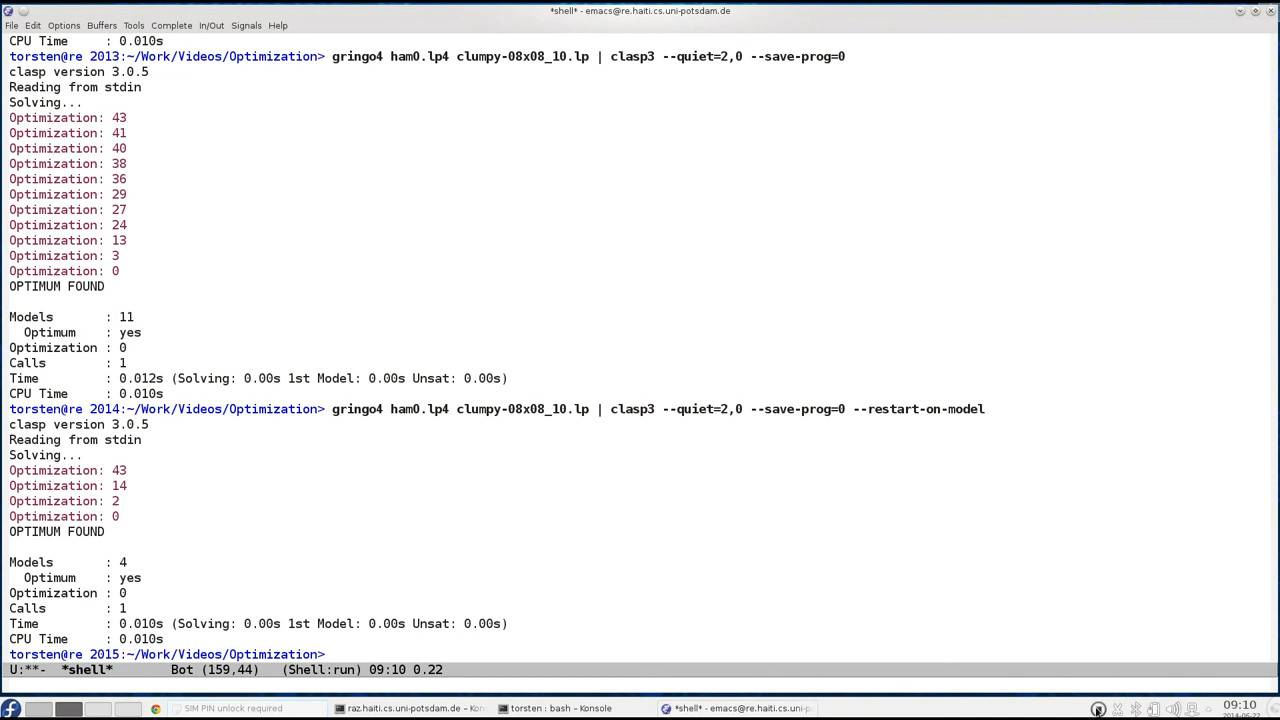 *shell* - emacs@re.haiti.cs.uni-potsdam.de
File Edit Options Buffers Tools Complete In/Out Signals Help
CPU Time     : 0.010s
torsten@re 2013:~/Work/Videos/Optimization> gringo4 ham0.lp4 clumpy-08x08_10.lp | clasp3 --quiet=2,0 --save-prog=0
clasp version 3.0.5
Reading from stdin
Solving...
Optimization: 43
Optimization: 41
Optimization: 40
Optimization: 38
Optimization: 36
Optimization: 29
Optimization: 27
Optimization: 24
Optimization: 13
Optimization: 3
Optimization: 0
OPTIMUM FOUND
Models       : 11
  Optimum    : yes
Optimization : 0
Calls        : 1
Time         : 0.012s (Solving: 0.00s 1st Model: 0.00s Unsat: 0.00s)
CPU Time     : 0.010s
torsten@re 2014:~/Work/Videos/Optimization> gringo4 ham0.lp4 clumpy-08x08_10.lp | clasp3 --quiet=2,0 --save-prog=0 --restart-on-model
clasp version 3.0.5
Reading from stdin
Solving...
Optimization: 43
Optimization: 14
Optimization: 2
Optimization: 0
OPTIMUM FOUND
Models       : 4
  Optimum    : yes
Optimization : 0
Calls        : 1
Time         : 0.010s (Solving: 0.00s 1st Model: 0.00s Unsat: 0.00s)
CPU Time     : 0.010s
torsten@re 2015:~/Work/Videos/Optimization>
U:**-  *shell*        Bot (159,44)   (Shell:run) 09:10 0.22
SIM PIN unlock required
raz.haiti.cs.uni-potsdam.de – Kon
torsten : bash – Konsole
*shell* - emacs@re.haiti.cs.uni-p
09:10
2014-06-22